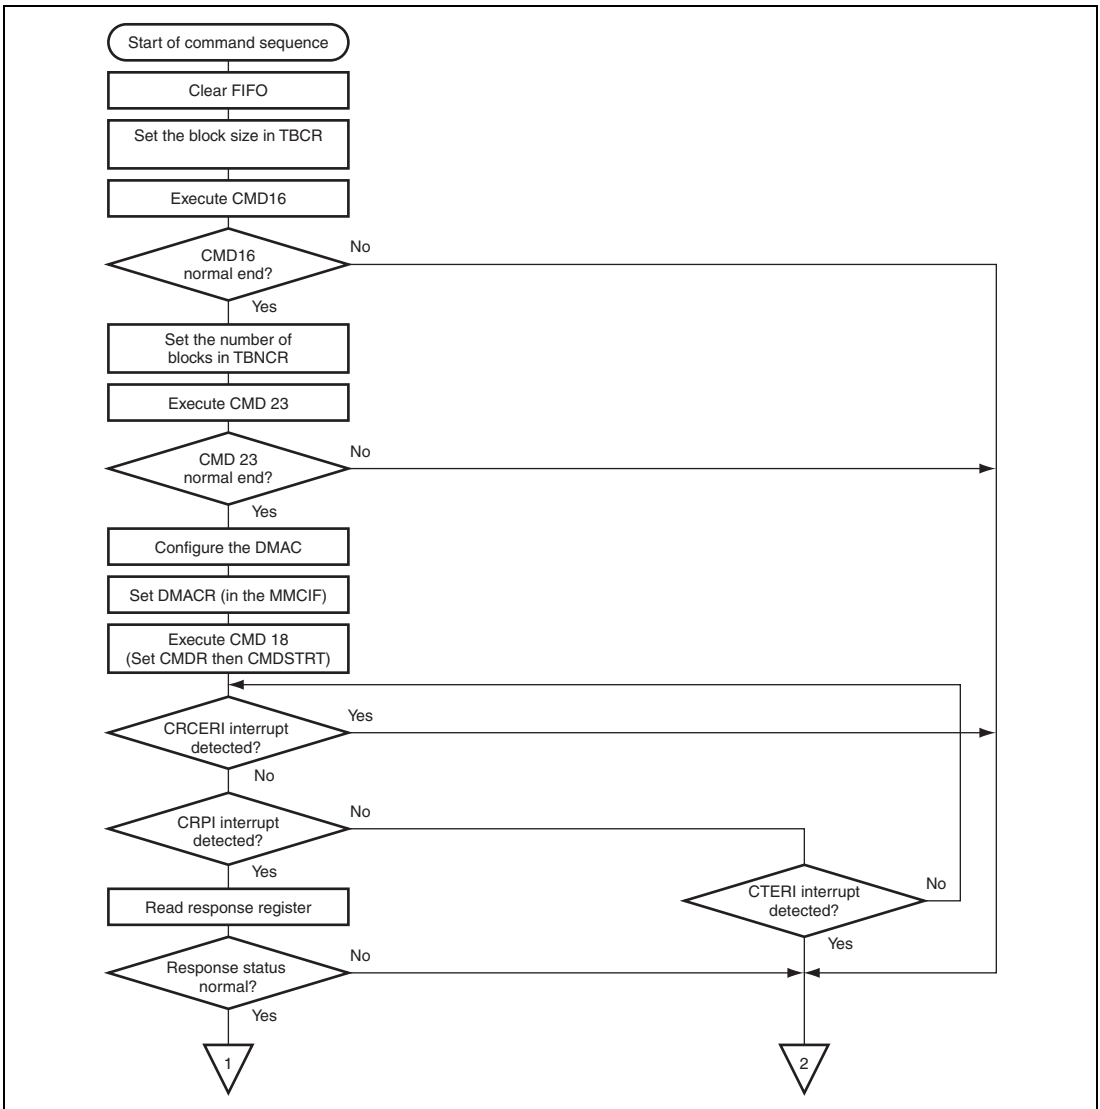 Start of command sequence
Clear FIFO
Set the block size in TBCR
Execute CMD16
CMD16
normal end?
No
Yes
Set the number of
blocks in TBNCR
Execute CMD 23
CMD 23
normal end?
No
Yes
Configure the DMAC
Set DMACR (in the MMCIF)
Execute CMD 18
(Set CMDR then CMDSTRT)
CRCERI interrupt
detected?
Yes
No
CRPI interrupt
detected?
No
Yes
CTERI interrupt
detected?
No
Yes
Read response register
Response status
normal?
No
Yes
1
2